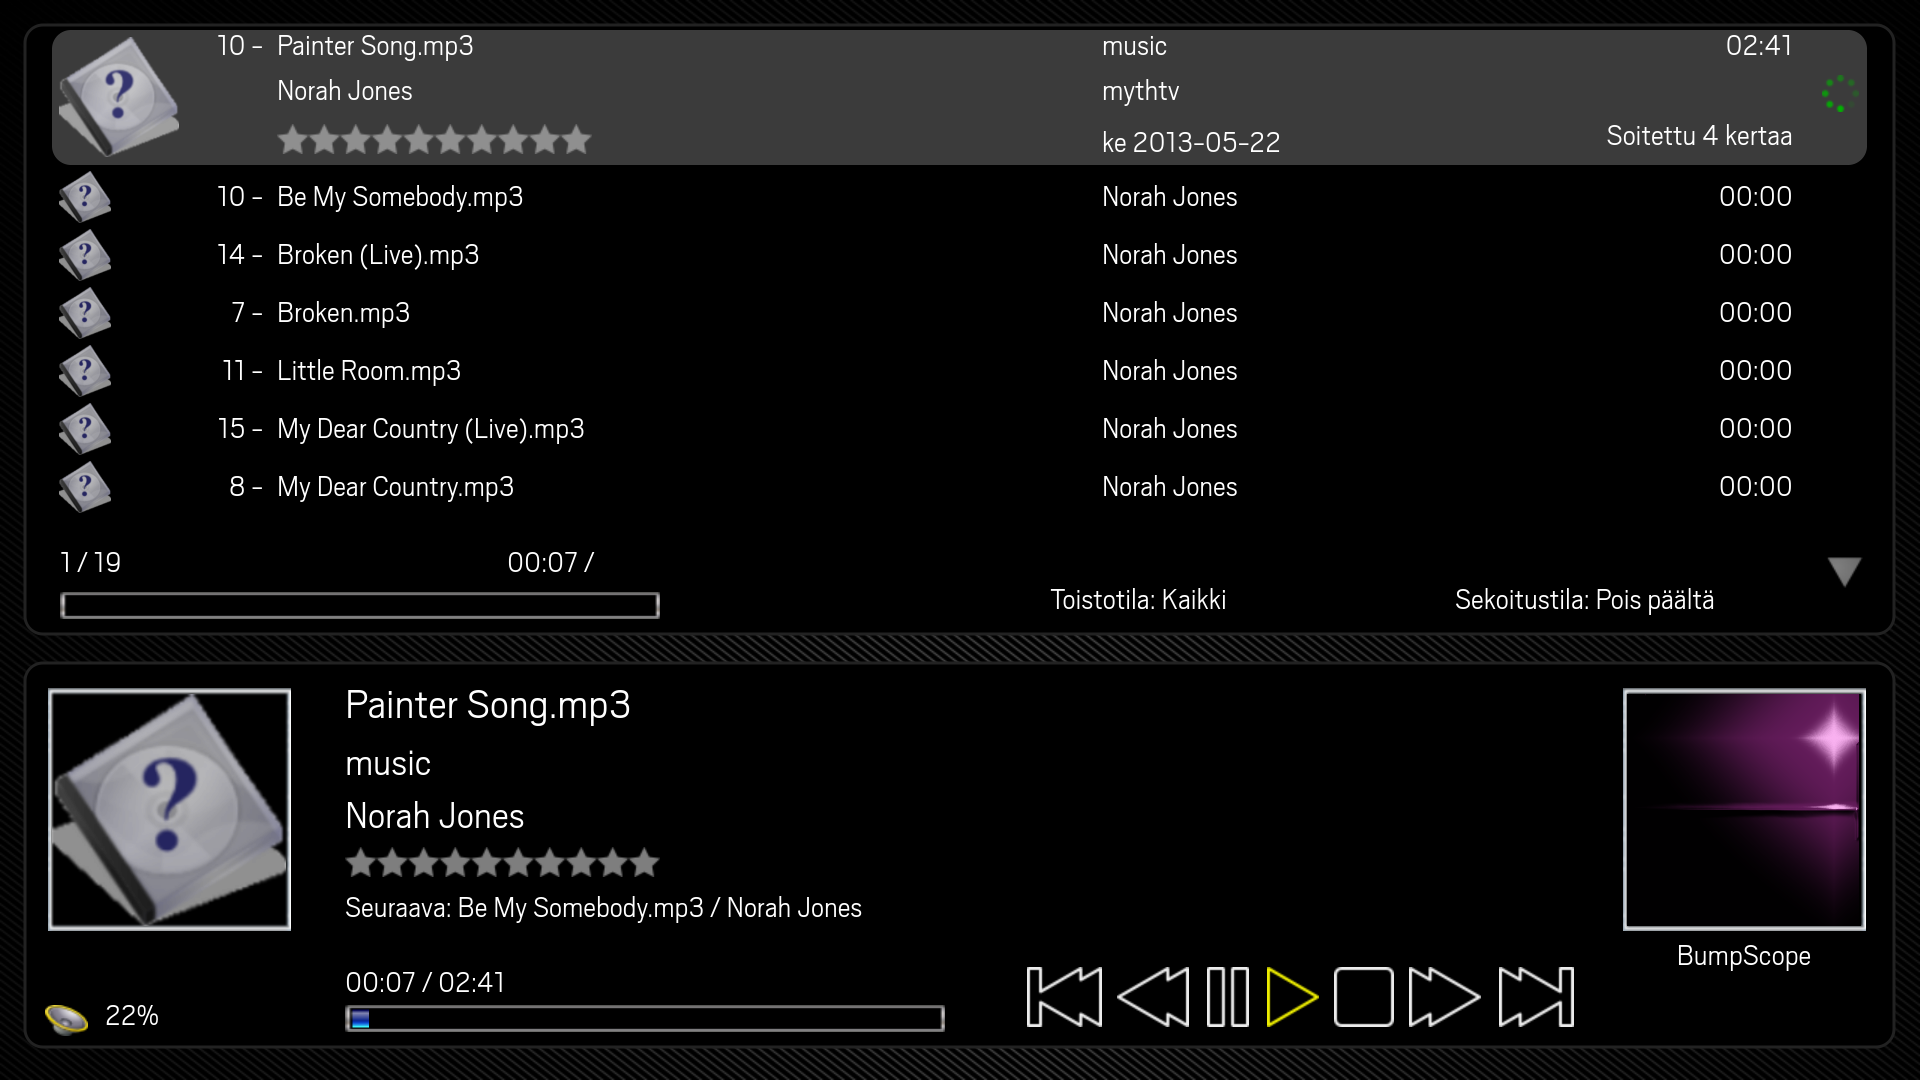 10 - Painter Song.mp3 music 02:41
Norah Jones mythtv
ke 2013-05-22 Soitettu 4 kertaa
10 - Be My Somebody.mp3 Norah Jones 00:00
14 - Broken (Live).mp3 Norah Jones 00:00
7 - Broken.mp3 Norah Jones 00:00
11 - Little Room.mp3 Norah Jones 00:00
15 - My Dear Country (Live).mp3 Norah Jones 00:00
8 - My Dear Country.mp3 Norah Jones 00:00
1 / 19 00:07 /
Toistotila: Kaikki Sekoitustila: Pois päältä
Painter Song.mp3
music
Norah Jones
Seuraava: Be My Somebody.mp3 / Norah Jones
BumpScope
00:07 / 02:41
22%